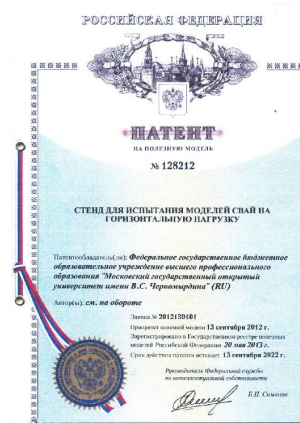 РОССИЙСКАЯ ФЕДЕРАЦИЯ
ПАТЕНТ
НА ПОЛЕЗНУЮ МОДЕЛЬ
№ 128212
СТЕНД ДЛЯ ИСПЫТАНИЯ МОДЕЛЕЙ СВАЙ НА
ГОРИЗОНТАЛЬНУЮ НАГРУЗКУ
Патентообладатель(ли): Федеральное государственное бюджетное
образовательное учреждение высшего профессионального
образования "Московский государственный открытый
университет имени В.С. Черномырдина" (RU)
Автор(ы): см. на обороте
Заявка № 2012139401
Приоритет полезной модели 13 сентября 2012 г.
Зарегистрировано в Государственном реестре полезных
моделей Российской Федерации 20 мая 2013 г.
Срок действия патента истекает 13 сентября 2022 г.
Руководитель Федеральной службы
по интеллектуальной собственности
Б.П. Симонов